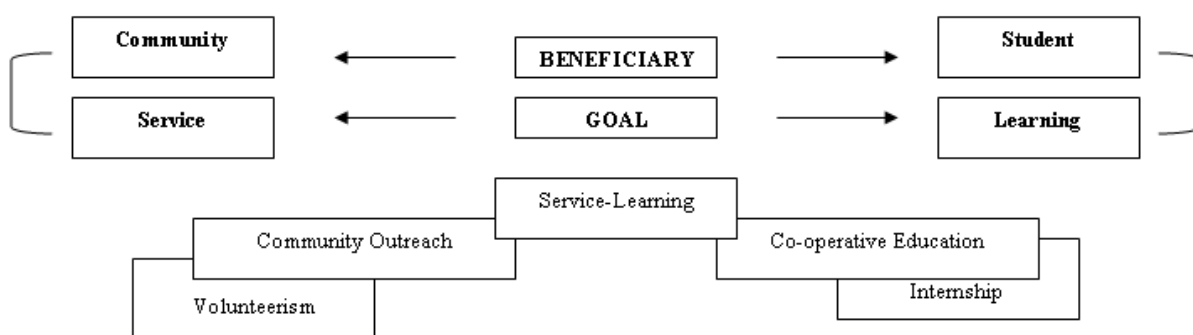 Community
BENEFICIARY
Student
Service
GOAL
Learning
Service-Learning
Community Outreach
Co-operative Education
Volunteerism
Internship